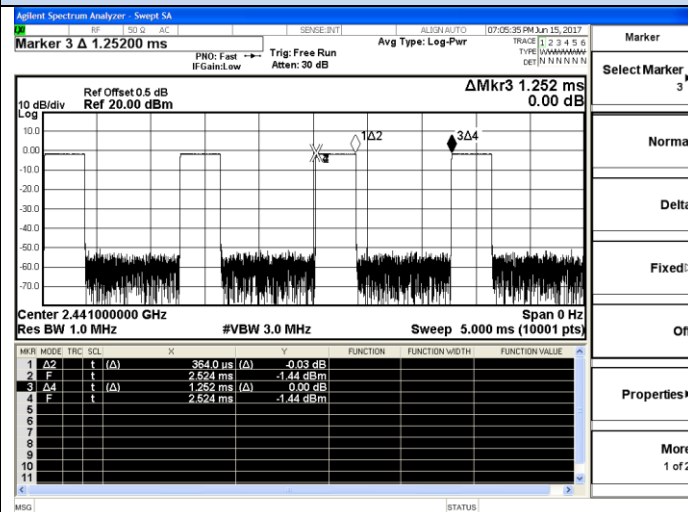 Agilent Spectrum Analyzer - Swept SA
RF 50 Ω AC SENSE:INT ALIGN AUTO 07:05:35 PM Jun 15, 2017
Marker 3 Δ 1.25200 ms
PNO: Fast
IFGain:Low
Trig: Free Run
Atten: 30 dB
Avg Type: Log-Pwr
TRACE 1 2 3 4 5 6
TYPE
DET N N N N N N
Ref Offset 0.5 dB
Ref 20.00 dBm
10 dB/div
Log
ΔMkr3 1.252 ms
0.00 dB
10.0
0.00
-10.0
-20.0
-30.0
-40.0
-50.0
-60.0
-70.0
1Δ2
3Δ4
Center 2.441000000 GHz Span 0 Hz
Res BW 1.0 MHz #VBW 3.0 MHz Sweep 5.000 ms (10001 pts)
MKR MODE TRC SCL X Y FUNCTION FUNCTION WIDTH FUNCTION VALUE
1 Δ2 t (Δ) 364.0 µs (Δ) -0.03 dB
2 F t 2.524 ms -1.44 dBm
3 Δ4 t (Δ) 1.252 ms (Δ) 0.00 dB
4 F t 2.524 ms -1.44 dBm
5
6
7
8
9
10
11
MSG STATUS
Marker
Select Marker
3
Norma
Delta
Fixed
Off
Properties
More
1 of 2